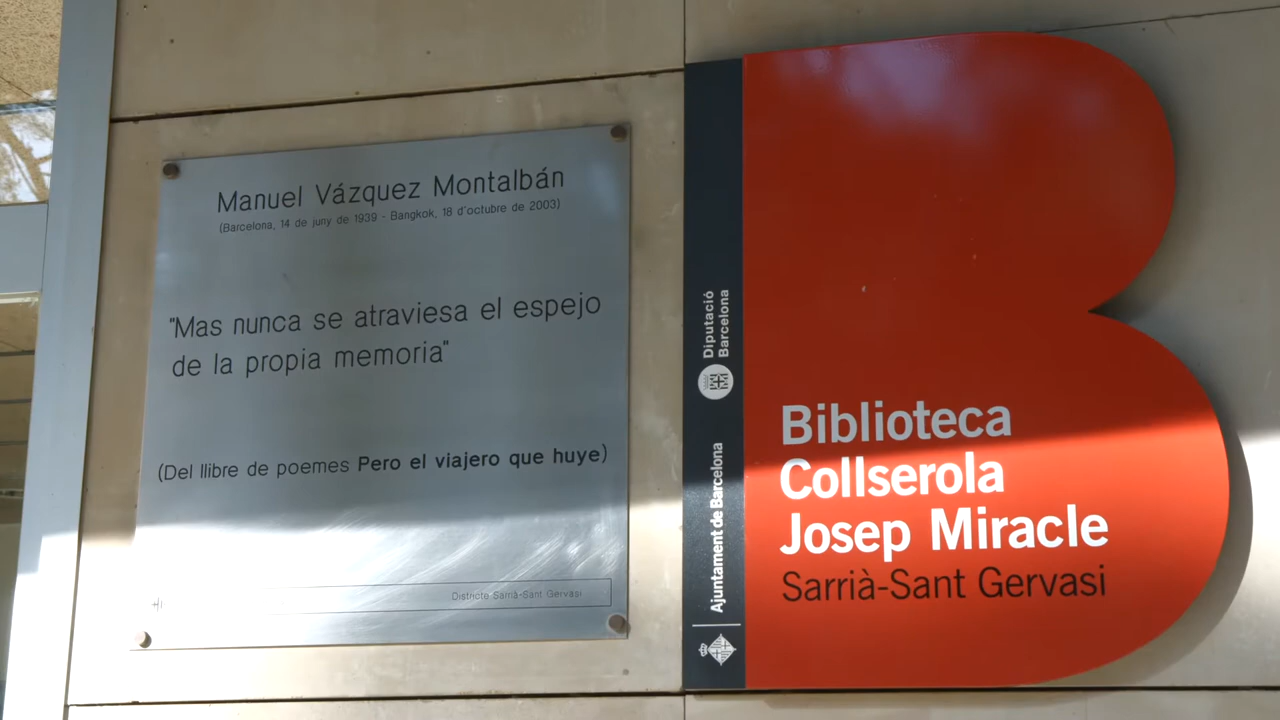 Manuel Vázquez Montalbán
(Barcelona, 14 de juny de 1939 - Bangkok, 18 d'octubre de 2003)
"Mas nunca se atraviesa el espejo
de la propia memoria"
(Del llibre de poemes Pero el viajero que huye)
Districte Sarrià-Sant Gervasi
Diputació
Barcelona
Ajuntament de Barcelona
Biblioteca
Collserola
Josep Miracle
Sarrià-Sant Gervasi